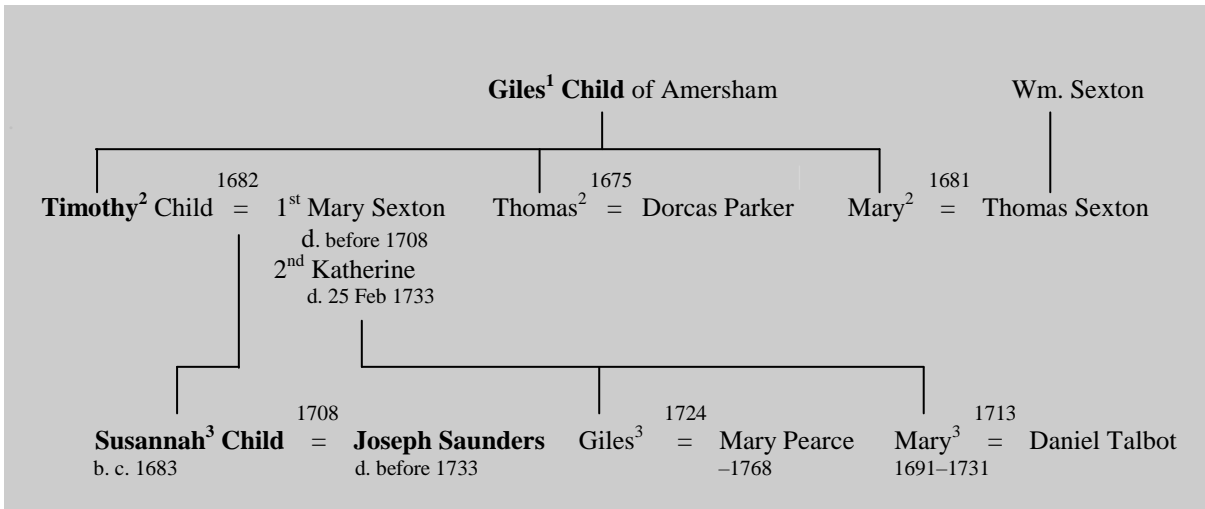 Giles1 Child of Amersham Wm. Sexton
1682 1675 1681
Timothy2 Child = 1st Mary Sexton Thomas2 = Dorcas Parker Mary2 = Thomas Sexton
d. before 1708
2nd Katherine
d. 25 Feb 1733
1708 1724 1713
Susannah3 Child = Joseph Saunders Giles3 = Mary Pearce Mary3 = Daniel Talbot
b. c. 1683 d. before 1733 –1768 1691–1731